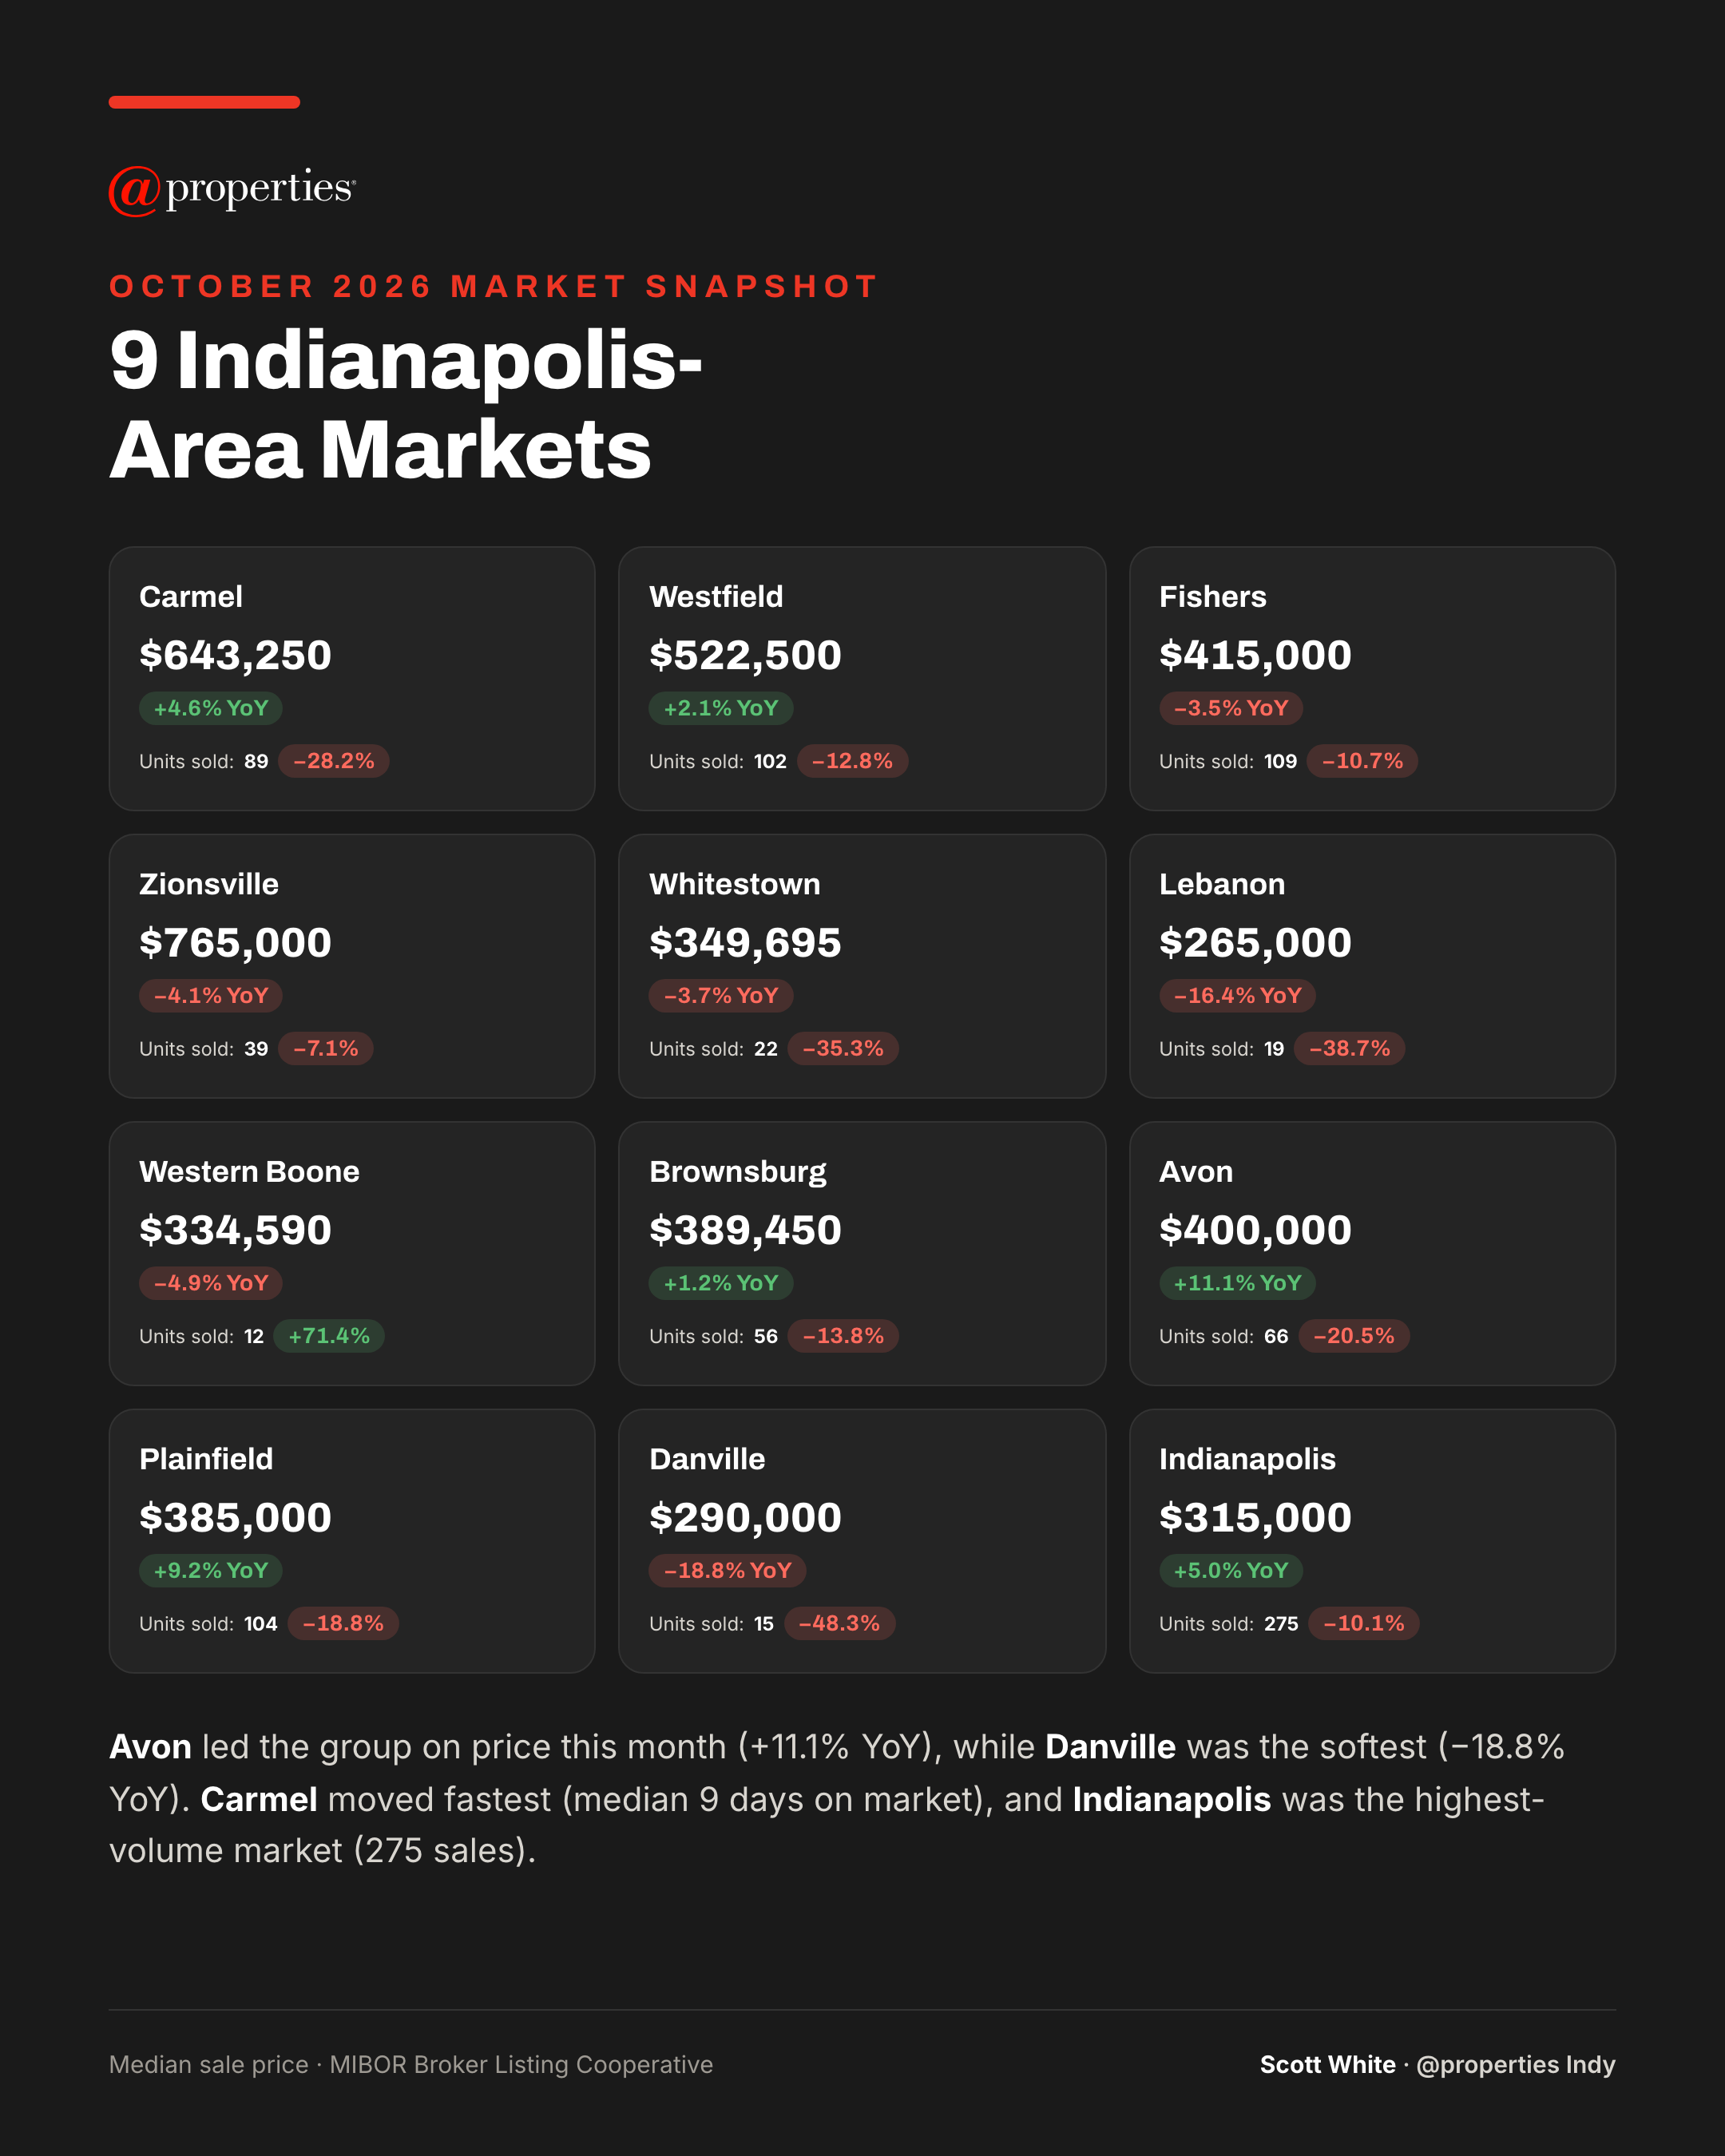 @properties®
OCTOBER 2026 MARKET SNAPSHOT
9 Indianapolis-
Area Markets
Carmel
$643,250
+4.6% YoY
Units sold: 89 −28.2%
Westfield
$522,500
+2.1% YoY
Units sold: 102 −12.8%
Fishers
$415,000
−3.5% YoY
Units sold: 109 −10.7%
Zionsville
$765,000
−4.1% YoY
Units sold: 39 −7.1%
Whitestown
$349,695
−3.7% YoY
Units sold: 22 −35.3%
Lebanon
$265,000
−16.4% YoY
Units sold: 19 −38.7%
Western Boone
$334,590
−4.9% YoY
Units sold: 12 +71.4%
Brownsburg
$389,450
+1.2% YoY
Units sold: 56 −13.8%
Avon
$400,000
+11.1% YoY
Units sold: 66 −20.5%
Plainfield
$385,000
+9.2% YoY
Units sold: 104 −18.8%
Danville
$290,000
−18.8% YoY
Units sold: 15 −48.3%
Indianapolis
$315,000
+5.0% YoY
Units sold: 275 −10.1%
Avon led the group on price this month (+11.1% YoY), while Danville was the softest (−18.8%
YoY). Carmel moved fastest (median 9 days on market), and Indianapolis was the highest-
volume market (275 sales).
Median sale price · MIBOR Broker Listing Cooperative
Scott White · @properties Indy